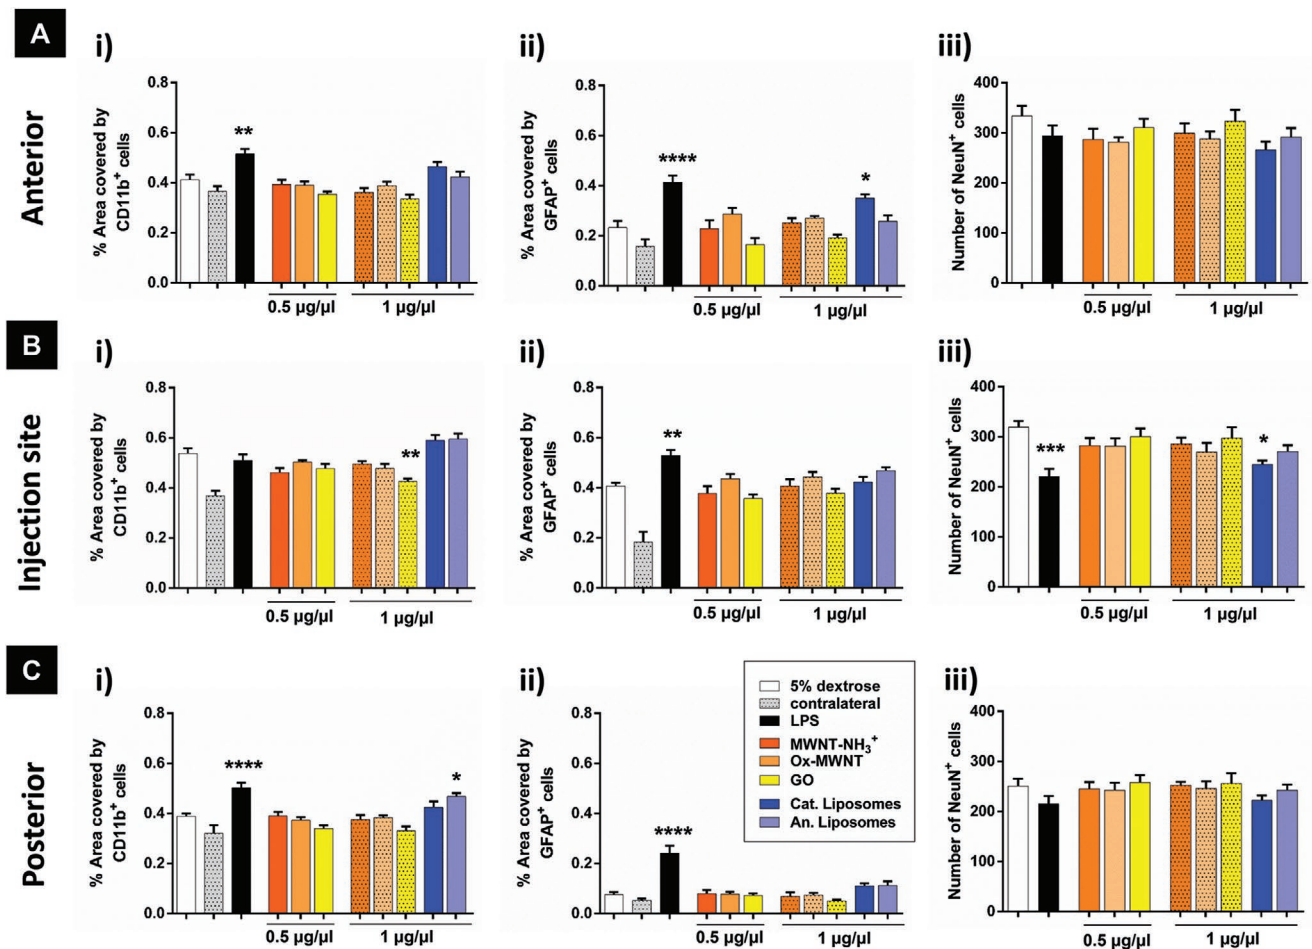 A
Anterior
i)
% Area covered by
CD11b⁺ cells
0.8
0.6
0.4
0.2
0.0
**
0.5 µg/µl
1 µg/µl
ii)
% Area covered by
GFAP⁺ cells
0.8
0.6
0.4
0.2
0.0
****
*
0.5 µg/µl
1 µg/µl
iii)
Number of NeuN⁺ cells
400
300
200
100
0
0.5 µg/µl
1 µg/µl
B
Injection site
i)
% Area covered by
CD11b⁺ cells
0.8
0.6
0.4
0.2
0.0
**
0.5 µg/µl
1 µg/µl
ii)
% Area covered by
GFAP⁺ cells
0.8
0.6
0.4
0.2
0.0
**
0.5 µg/µl
1 µg/µl
iii)
Number of NeuN⁺ cells
400
300
200
100
0
***
*
0.5 µg/µl
1 µg/µl
C
Posterior
i)
% Area covered by
CD11b⁺ cells
0.8
0.6
0.4
0.2
0.0
****
*
0.5 µg/µl
1 µg/µl
ii)
% Area covered by
GFAP⁺ cells
0.8
0.6
0.4
0.2
0.0
****
0.5 µg/µl
1 µg/µl
5% dextrose
contralateral
LPS
MWNT-NH₃⁺
Ox-MWNT
GO
Cat. Liposomes
An. Liposomes
iii)
Number of NeuN⁺ cells
400
300
200
100
0
0.5 µg/µl
1 µg/µl